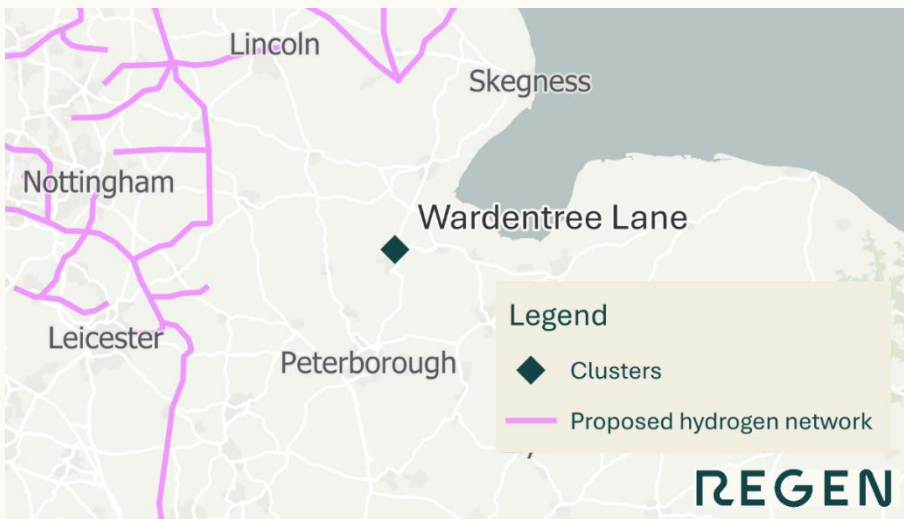 Lincoln
Skegness
Nottingham
Wardentree Lane
Leicester
Peterborough
Legend
Clusters
Proposed hydrogen network
REGEN